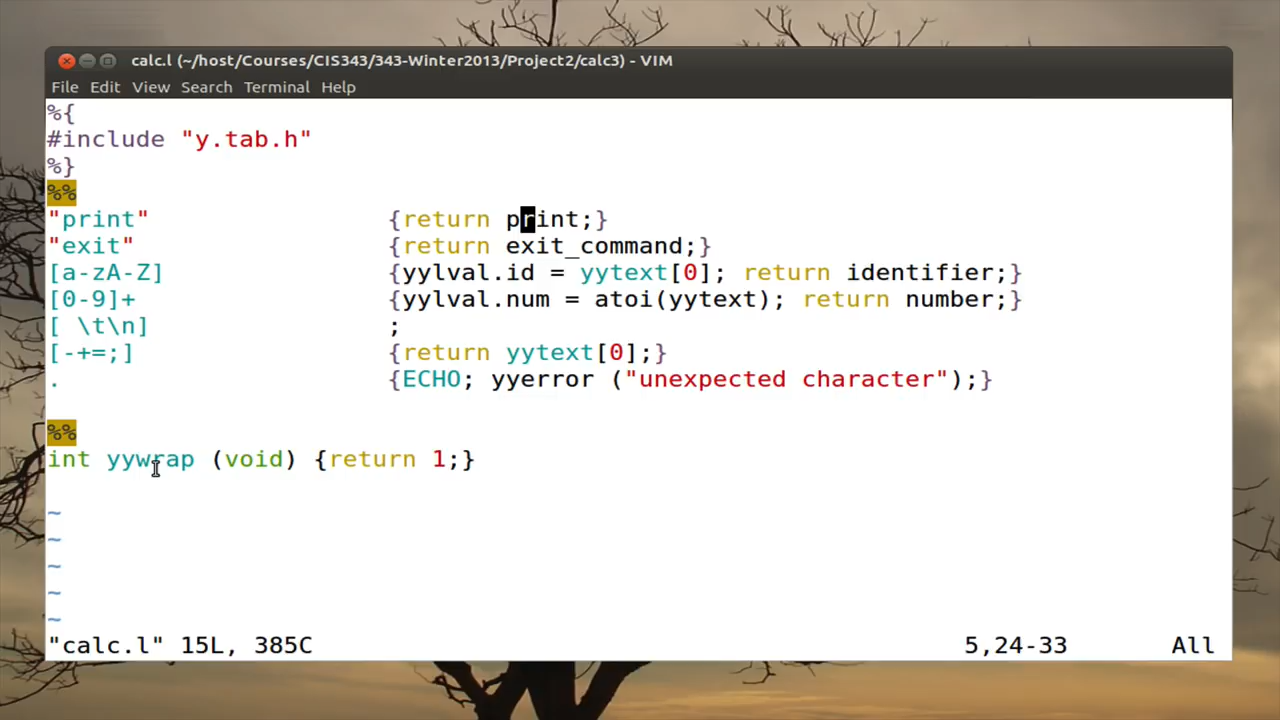 calc.l (~/host/Courses/CIS343/343-Winter2013/Project2/calc3) - VIM
File Edit View Search Terminal Help
%{
#include "y.tab.h"
%}
%%
"print" {return print;}
"exit" {return exit_command;}
[a-zA-Z] {yylval.id = yytext[0]; return identifier;}
[0-9]+ {yylval.num = atoi(yytext); return number;}
[ \t\n] ;
[-+=;] {return yytext[0];}
. {ECHO; yyerror ("unexpected character");}
%%
int yywrap (void) {return 1;}
~
~
~
~
~
"calc.l" 15L, 385C 5,24-33 All